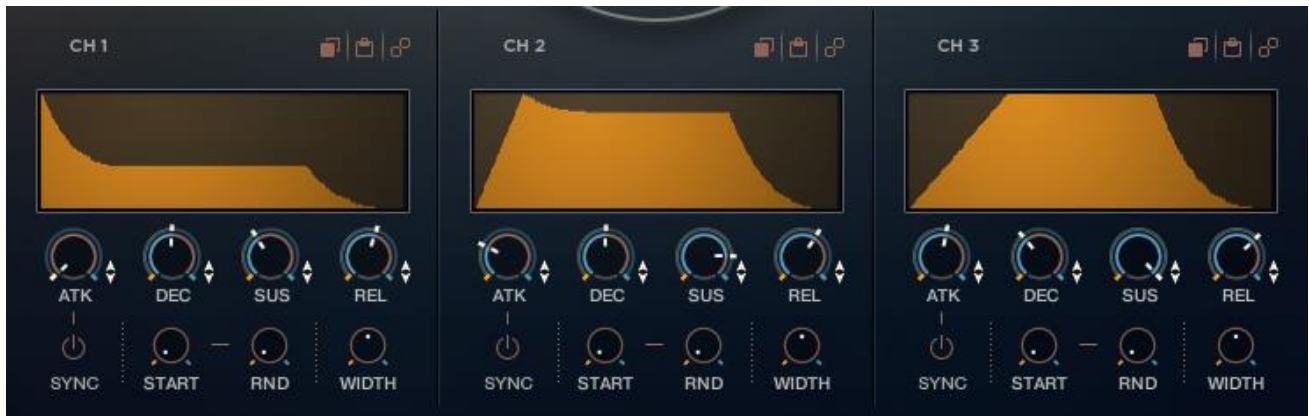 CH 1
CH 2
CH 3
ATK DEC SUS REL
ATK DEC SUS REL
ATK DEC SUS REL
SYNC START RND WIDTH
SYNC START RND WIDTH
SYNC START RND WIDTH